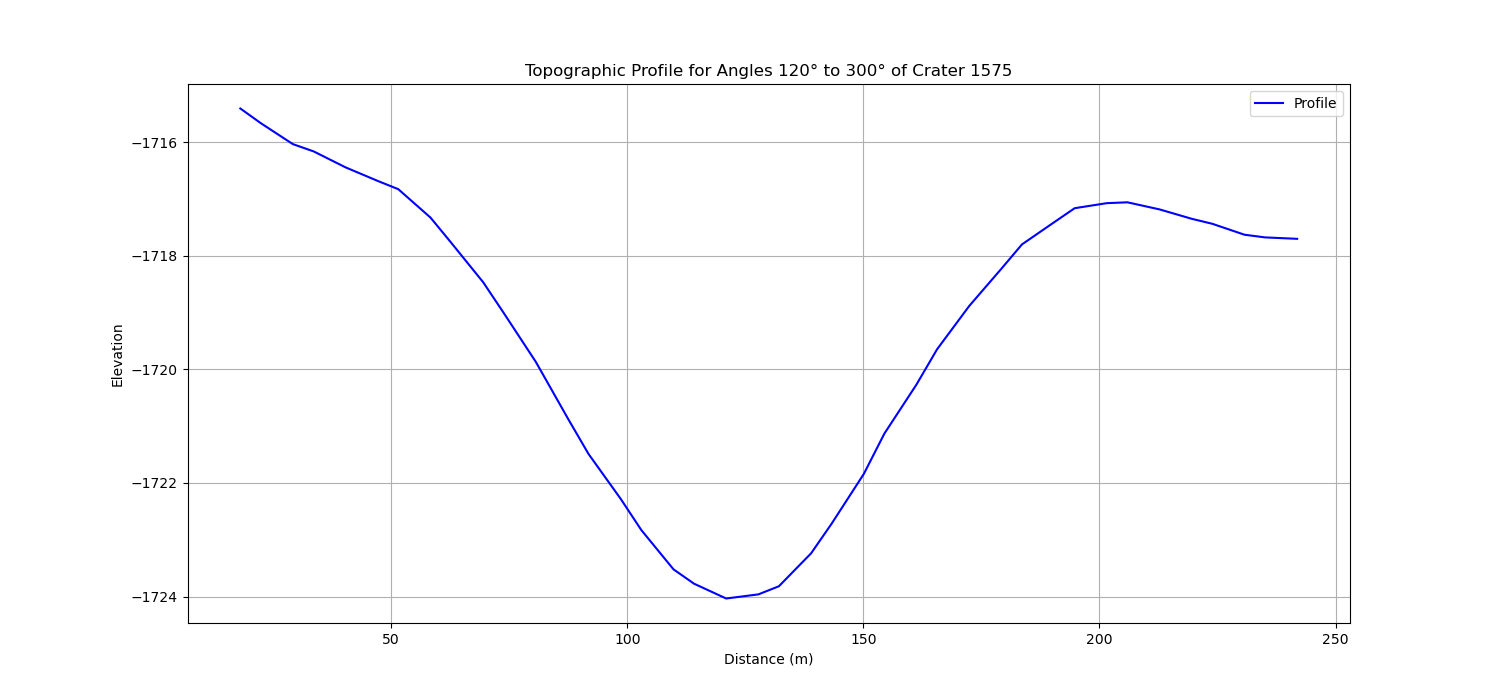 Topographic Profile for Angles 120° to 300° of Crater 1575
Profile
−1716
−1718
−1720
−1722
−1724
Elevation
50
100
150
200
250
Distance (m)